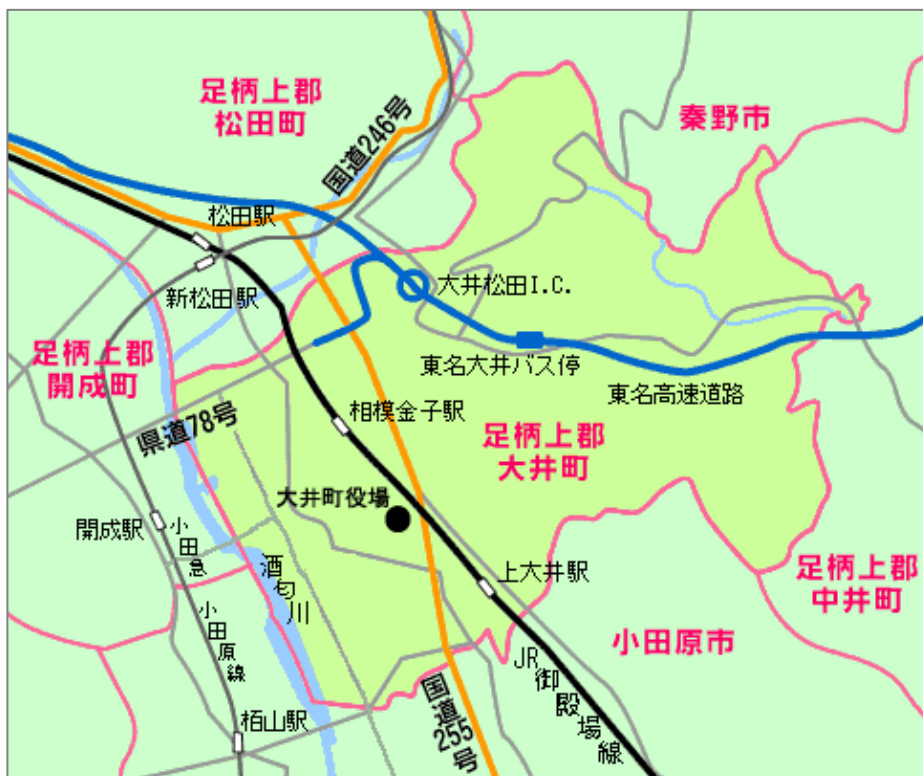 足柄上郡
松田町
国道246号
秦野市
松田駅
新松田駅
大井松田I.C.
足柄上郡
開成町
東名大井バス停
東名高速道路
相模金子駅
県道78号
足柄上郡
大井町
大井町役場
開成駅
小田急
小田原線
酒匂川
上大井駅
足柄上郡
中井町
小田原市
JR御殿場線
国道255号
栢山駅